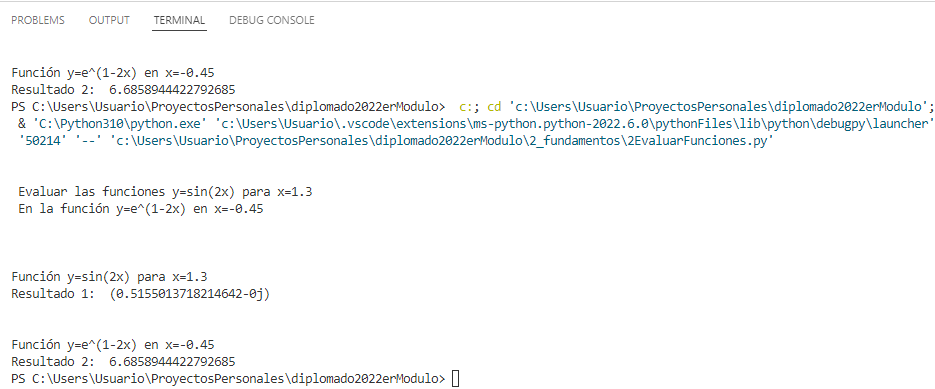 PROBLEMS OUTPUT TERMINAL DEBUG CONSOLE
Función y=e^(1-2x) en x=-0.45
Resultado 2:  6.6858944422792685
PS C:\Users\Usuario\ProyectosPersonales\diplomado2022erModulo>  c:; cd 'c:\Users\Usuario\ProyectosPersonales\diplomado2022erModulo';
& 'C:\Python310\python.exe' 'c:\Users\Usuario\.vscode\extensions\ms-python.python-2022.6.0\pythonFiles\lib\python\debugpy\launcher'
'50214' '--' 'c:\Users\Usuario\ProyectosPersonales\diplomado2022erModulo\2_fundamentos\2EvaluarFunciones.py'
Evaluar las funciones y=sin(2x) para x=1.3
En la función y=e^(1-2x) en x=-0.45
Función y=sin(2x) para x=1.3
Resultado 1:  (0.5155013718214642-0j)
Función y=e^(1-2x) en x=-0.45
Resultado 2:  6.6858944422792685
PS C:\Users\Usuario\ProyectosPersonales\diplomado2022erModulo>